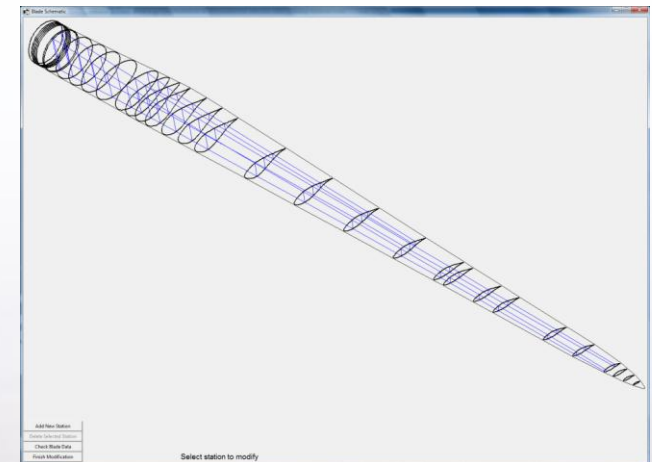 Blade Schematic
Add New Station
Delete Selected Station
Check Blade Data
Finish Modification
Select station to modify